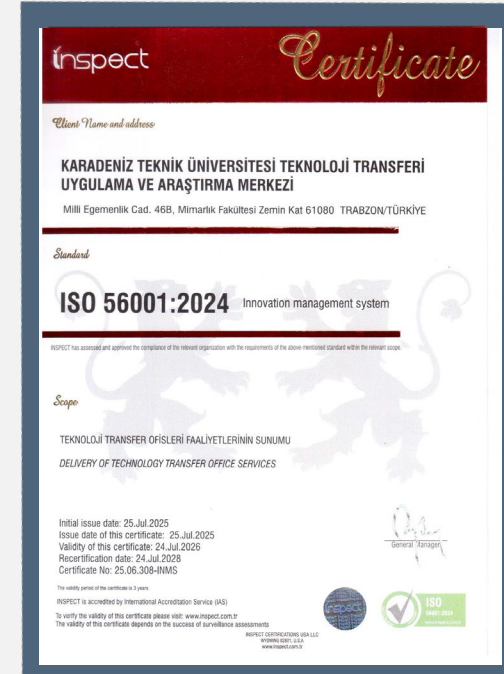 inspect
Certificate
Client Name and address
KARADENİZ TEKNİK ÜNİVERSİTESİ TEKNOLOJİ TRANSFERİ
UYGULAMA VE ARAŞTIRMA MERKEZİ
Milli Egemenlik Cad. 46B, Mimarlık Fakültesi Zemin Kat 61080 TRABZON/TÜRKİYE
Standard
ISO 56001:2024 Innovation management system
INSPECT has assessed and approved the compliance of the relevant organization with the requirements of the above-mentioned standard within the relevant scope.
Scope
TEKNOLOJİ TRANSFER OFİSLERİ FAALİYETLERİNİN SUNUMU
DELIVERY OF TECHNOLOGY TRANSFER OFFICE SERVICES
Initial issue date: 25.Jul.2025
Issue date of this certificate: 25.Jul.2025
Validity of this certificate: 24.Jul.2026
Recertification date: 24.Jul.2028
Certificate No: 25.06.308-INMS
General Manager
The validity period of the certificate is 3 years
INSPECT is accredited by International Accreditation Service (IAS)
To verify the validity of this certificate please visit: www.inspect.com.tr
The validity of this certificate depends on the success of surveillance assessments
inspect
ISO
56001:2024
INSPECT CERTIFICATIONS USA LLC
WYOMING 82801, U.S.A
www.inspect.com.tr